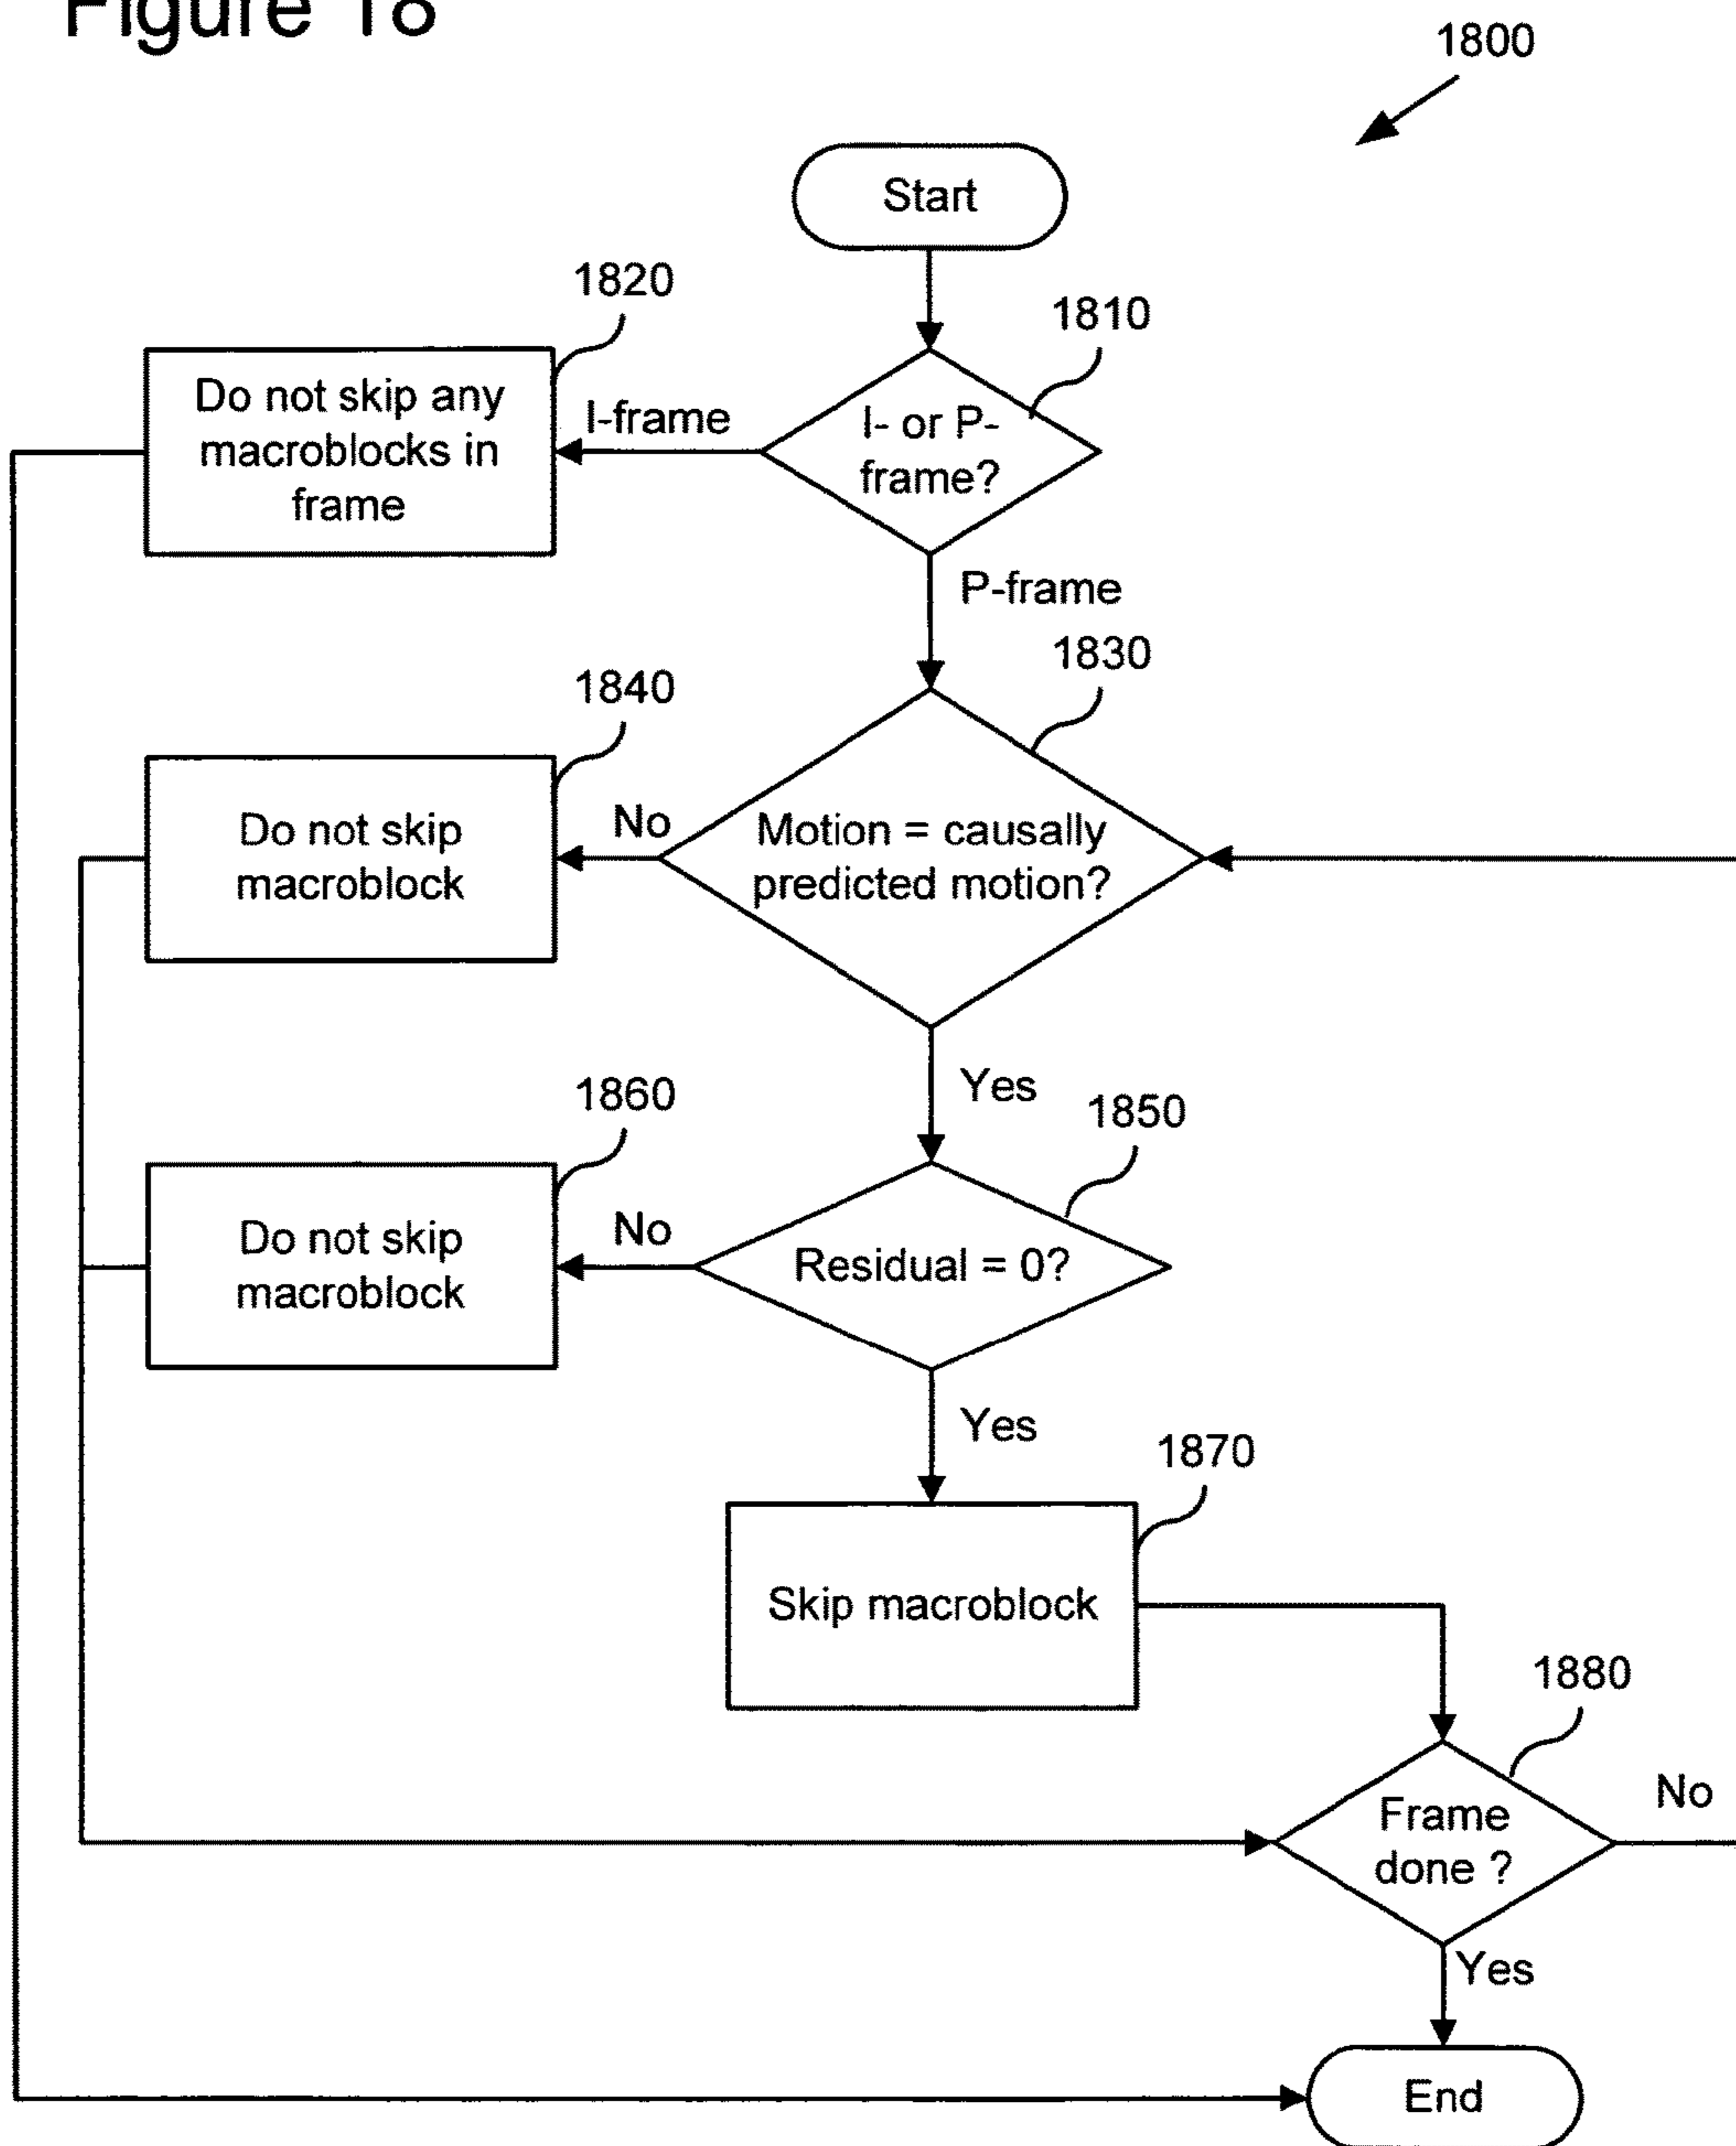 Figure 18
1800
Start
1820
1810
Do not skip any
macroblocks in
frame
I-frame
I- or P-
frame?
P-frame
1830
1840
Do not skip
macroblock
No
Motion = causally
predicted motion?
Yes
1860
1850
Do not skip
macroblock
No
Residual = 0?
Yes
1870
Skip macroblock
1880
Frame
done ?
No
Yes
End